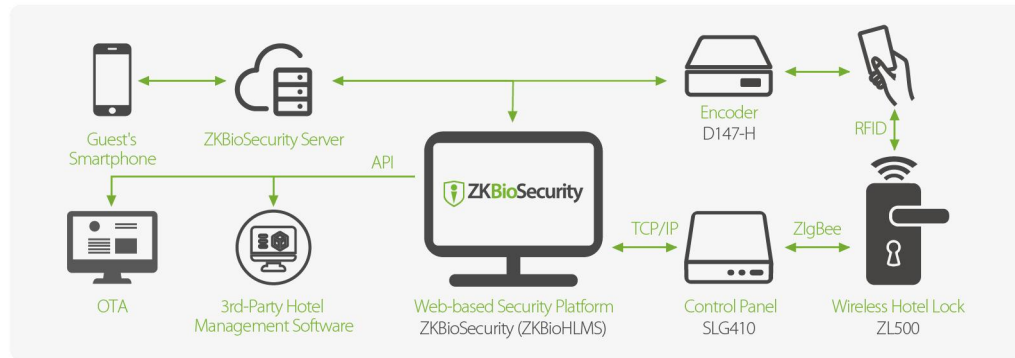 Guest's
Smartphone
ZKBioSecurity Server
Encoder
D147-H
RFID
API
ZKBioSecurity
TCP/IP
ZIgBee
OTA
3rd-Party Hotel
Management Software
Web-based Security Platform
ZKBioSecurity (ZKBioHLMS)
Control Panel
SLG410
Wireless Hotel Lock
ZL500